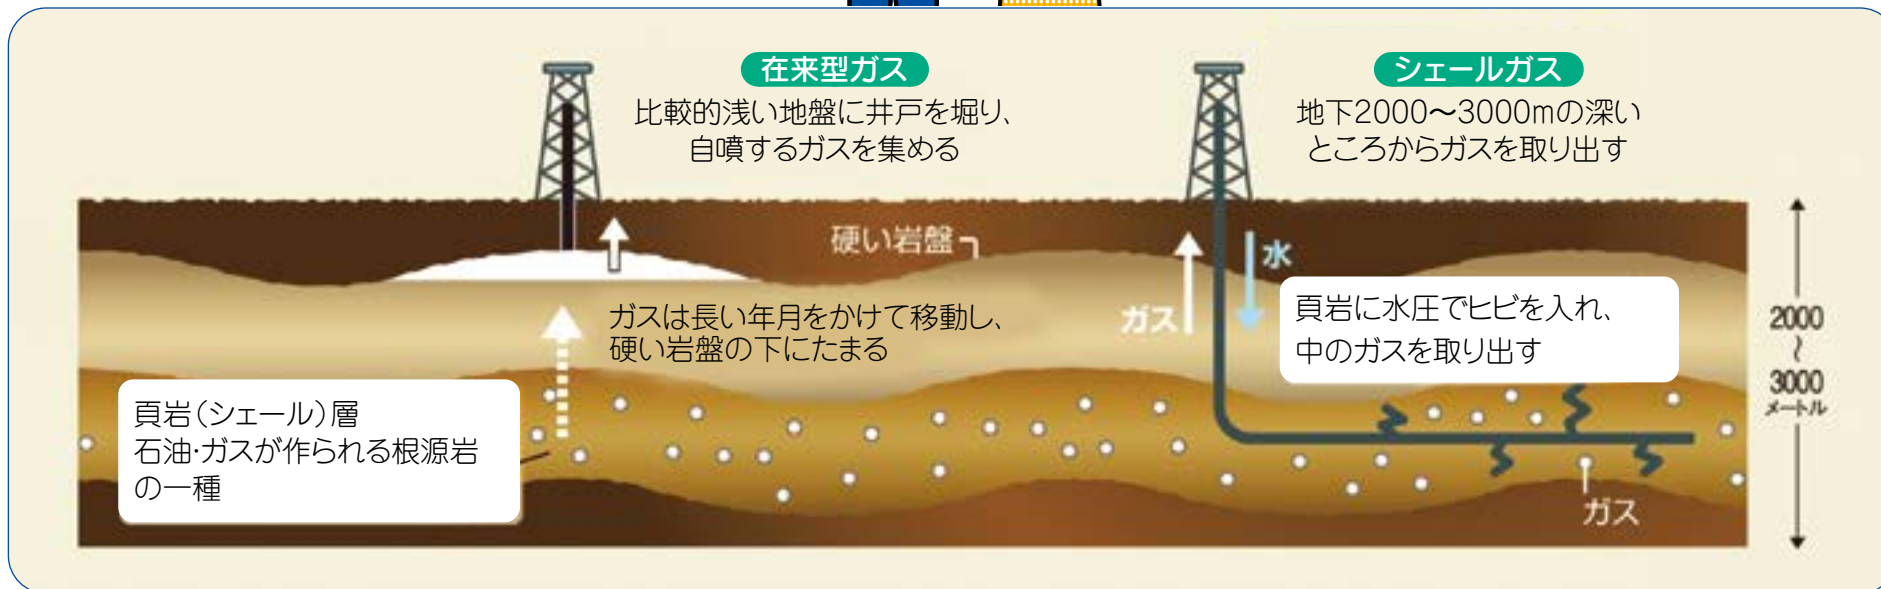 在来型ガス
比較的浅い地盤に井戸を堀り、
自噴するガスを集める
シェールガス
地下2000〜3000mの深い
ところからガスを取り出す
硬い岩盤
水
ガス
ガスは長い年月をかけて移動し、
硬い岩盤の下にたまる
頁岩に水圧でヒビを入れ、
中のガスを取り出す
頁岩(シェール)層
石油・ガスが作られる根源岩
の一種
ガス
2000
〜
3000
メートル